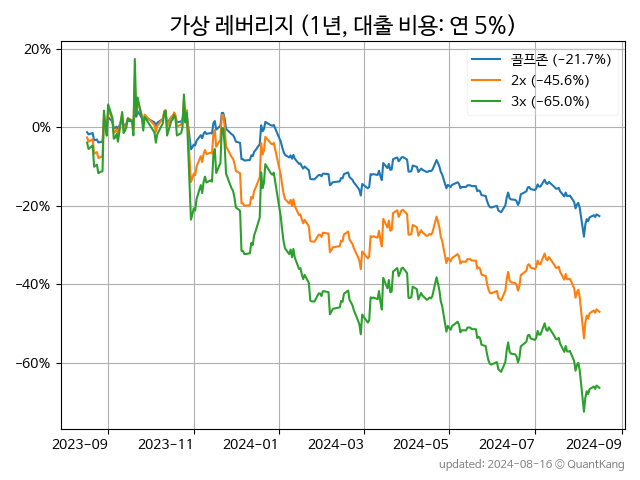 가상 레버리지 (1년, 대출 비용: 연 5%)
20%
0%
−20%
−40%
−60%
골프존 (-21.7%)
2x (-45.6%)
3x (-65.0%)
2023-09 2023-11 2024-01 2024-03 2024-05 2024-07 2024-09
updated: 2024-08-16 © QuantKang